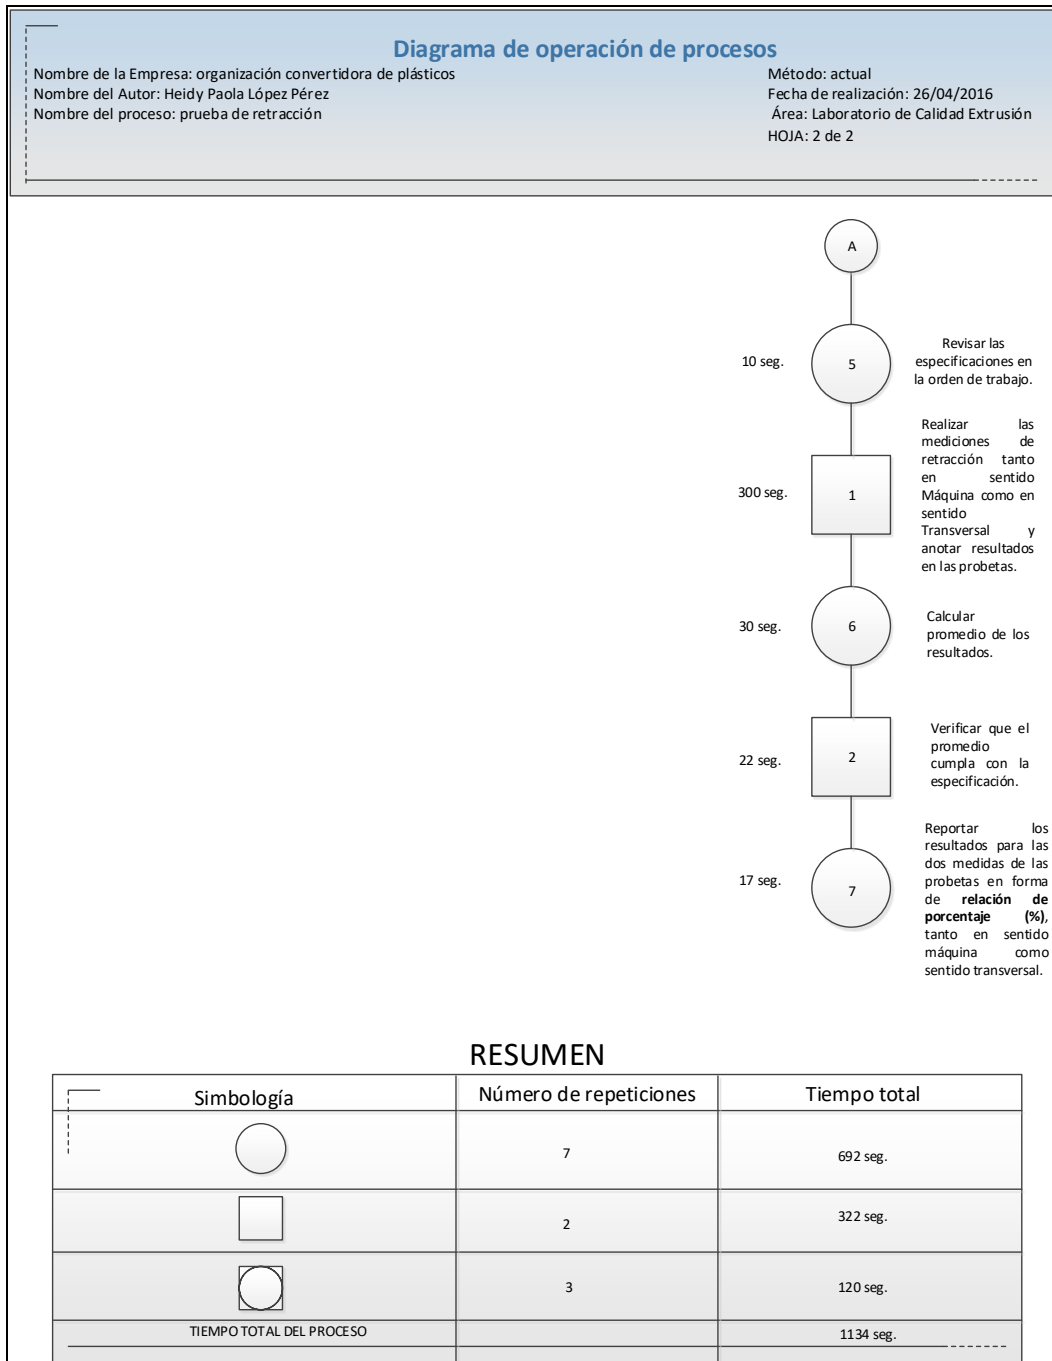 Diagrama de operación de procesos
Nombre de la Empresa: organización convertidora de plásticos
Nombre del Autor: Heidy Paola López Pérez
Nombre del proceso: prueba de retracción
Método: actual
Fecha de realización: 26/04/2016
Área: Laboratorio de Calidad Extrusión
HOJA: 2 de 2
A
10 seg.
5
Revisar las
especificaciones en
la orden de trabajo.
300 seg.
1
Realizar las
mediciones de
retracción tanto
en sentido
Máquina como en
sentido
Transversal y
anotar resultados
en las probetas.
30 seg.
6
Calcular
promedio de los
resultados.
22 seg.
2
Verificar que el
promedio
cumpla con la
especificación.
17 seg.
7
Reportar los
resultados para las
dos medidas de las
probetas en forma
de relación de
porcentaje (%),
tanto en sentido
máquina como
sentido transversal.
RESUMEN
Simbología Número de repeticiones Tiempo total
7 692 seg.
2 322 seg.
3 120 seg.
TIEMPO TOTAL DEL PROCESO 1134 seg.